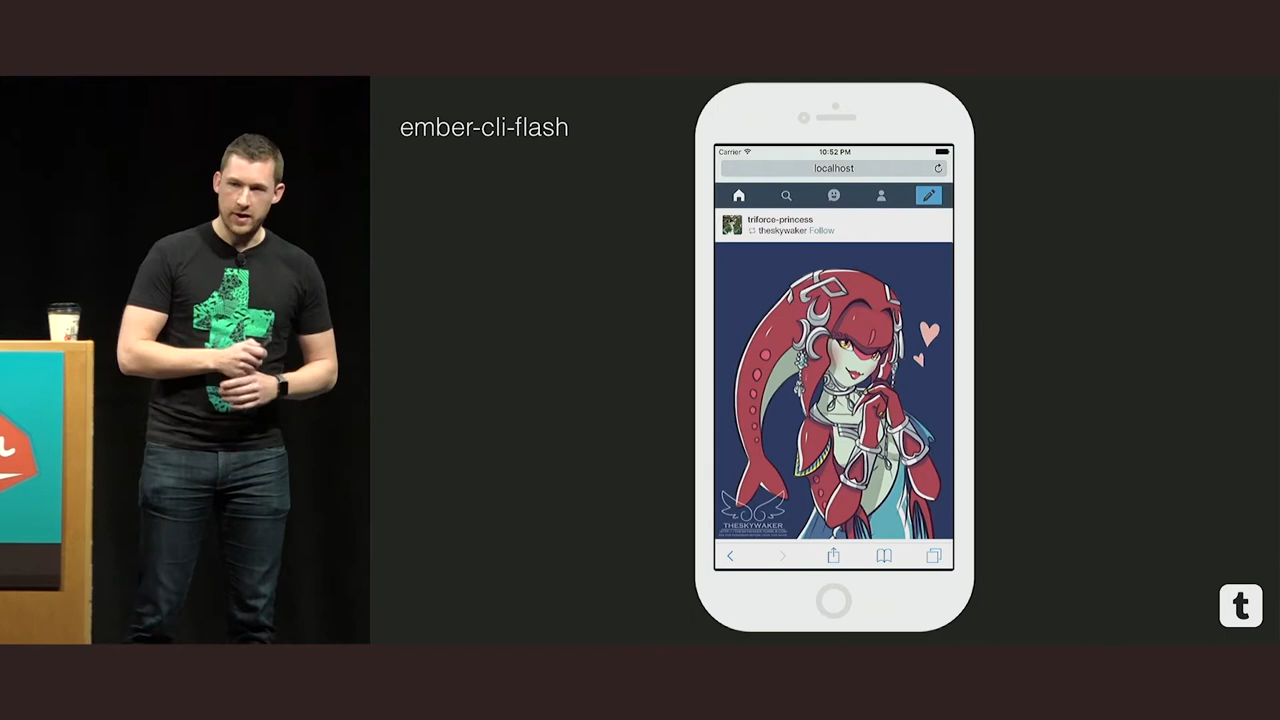 ember-cli-flash
Carrier
10:52 PM
localhost
triforce-princess
theskywaker Follow
THESKYWAKER
t